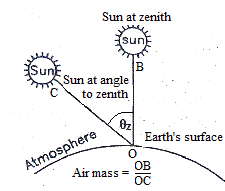 Sun at zenith
sun
Sun
B
Sun at angle
to zenith
C
θz
Earth's surface
Atmosphere
O
Air mass = OB
OC